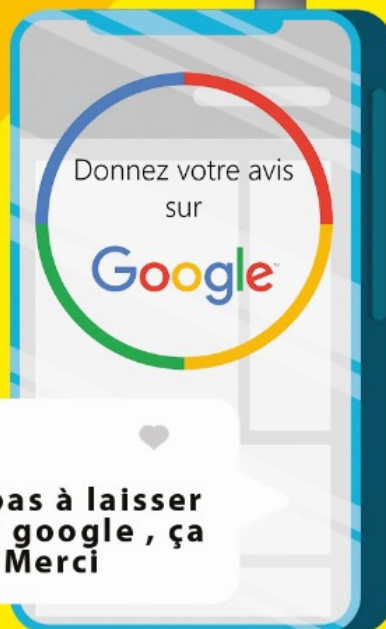 Donnez votre avis
sur
Google
pas à laisser
google , ça
Merci